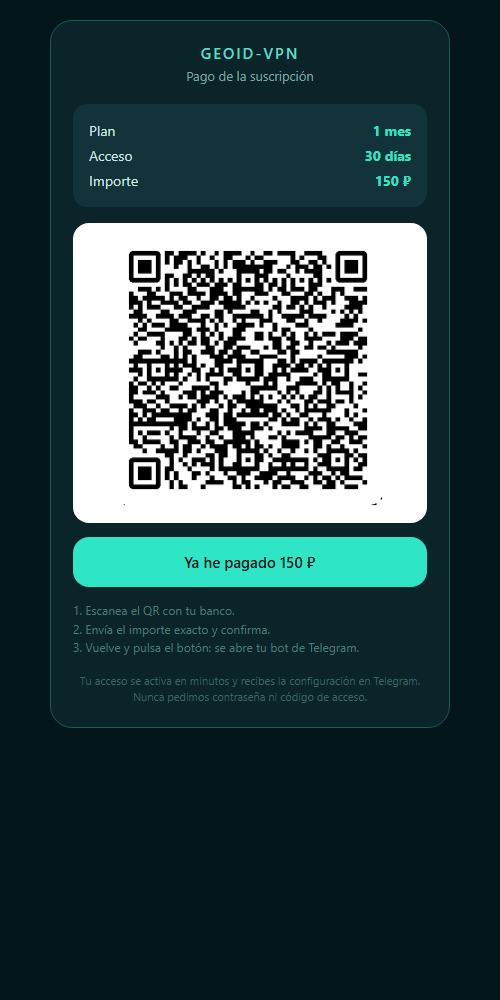 GEOID-VPN
Pago de la suscripción
Plan 1 mes
Acceso 30 días
Importe 150 ₽
Ya he pagado 150 ₽
1. Escanea el QR con tu banco.
2. Envía el importe exacto y confirma.
3. Vuelve y pulsa el botón: se abre tu bot de Telegram.
Tu acceso se activa en minutos y recibes la configuración en Telegram.
Nunca pedimos contraseña ni código de acceso.